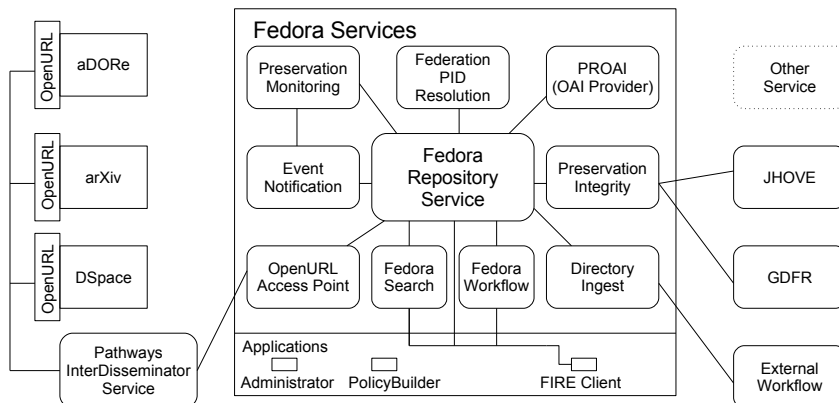 OpenURL
aDORe
OpenURL
arXiv
OpenURL
DSpace
Pathways
InterDisseminator
Service
Fedora Services
Preservation
Monitoring
Federation
PID
Resolution
PROAI
(OAI Provider)
Event
Notification
Fedora
Repository
Service
Preservation
Integrity
OpenURL
Access Point
Fedora
Search
Fedora
Workflow
Directory
Ingest
Applications
Administrator
PolicyBuilder
FIRE Client
Other
Service
JHOVE
GDFR
External
Workflow